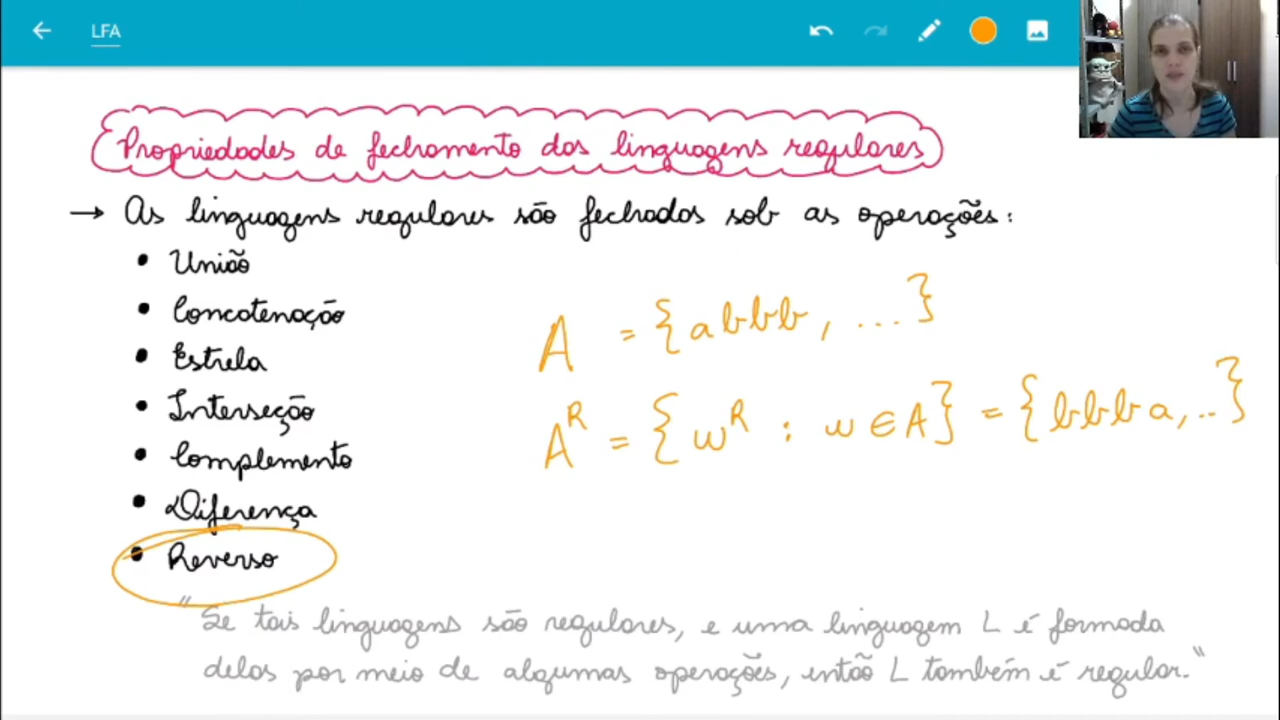 LFA
Propriedades de fechamento das linguagens regulares
→ As linguagens regulares são fechadas sob as operações:
• União
• Concatenação
• Estrela
• Interseção
• Complemento
• Diferença
• Reverso
A = {abbb, ...}
A^R = {w^R : w ∈ A} = {bbba, ..}
"Se tais linguagens são regulares, e uma linguagem L é formada
delas por meio de algumas operações, então L também é regular."